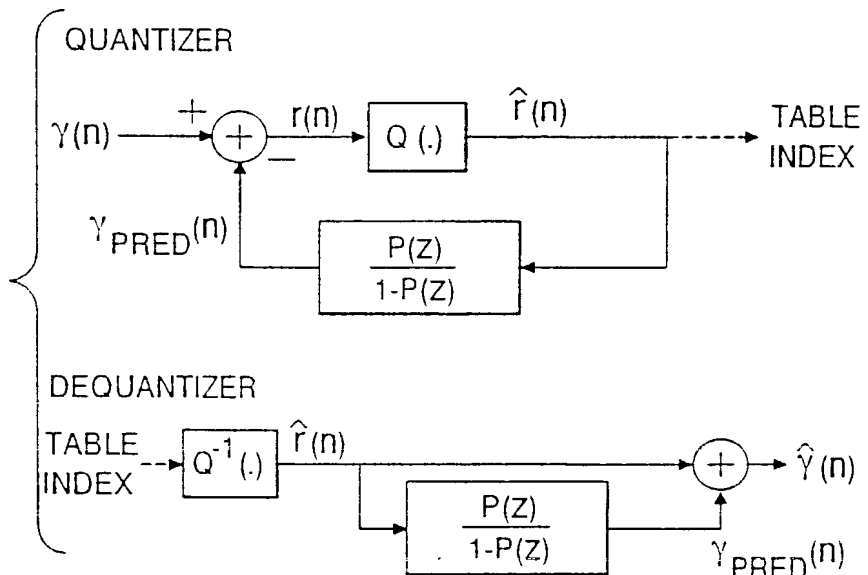 QUANTIZER
γ(n)
+
+
−
r(n)
Q (.)
r̂(n)
TABLE
INDEX
γPRED(n)
P(Z)
1-P(Z)
DEQUANTIZER
TABLE
INDEX
Q-1(.)
r̂(n)
+
γ̂(n)
P(Z)
1-P(Z)
γPRED(n)